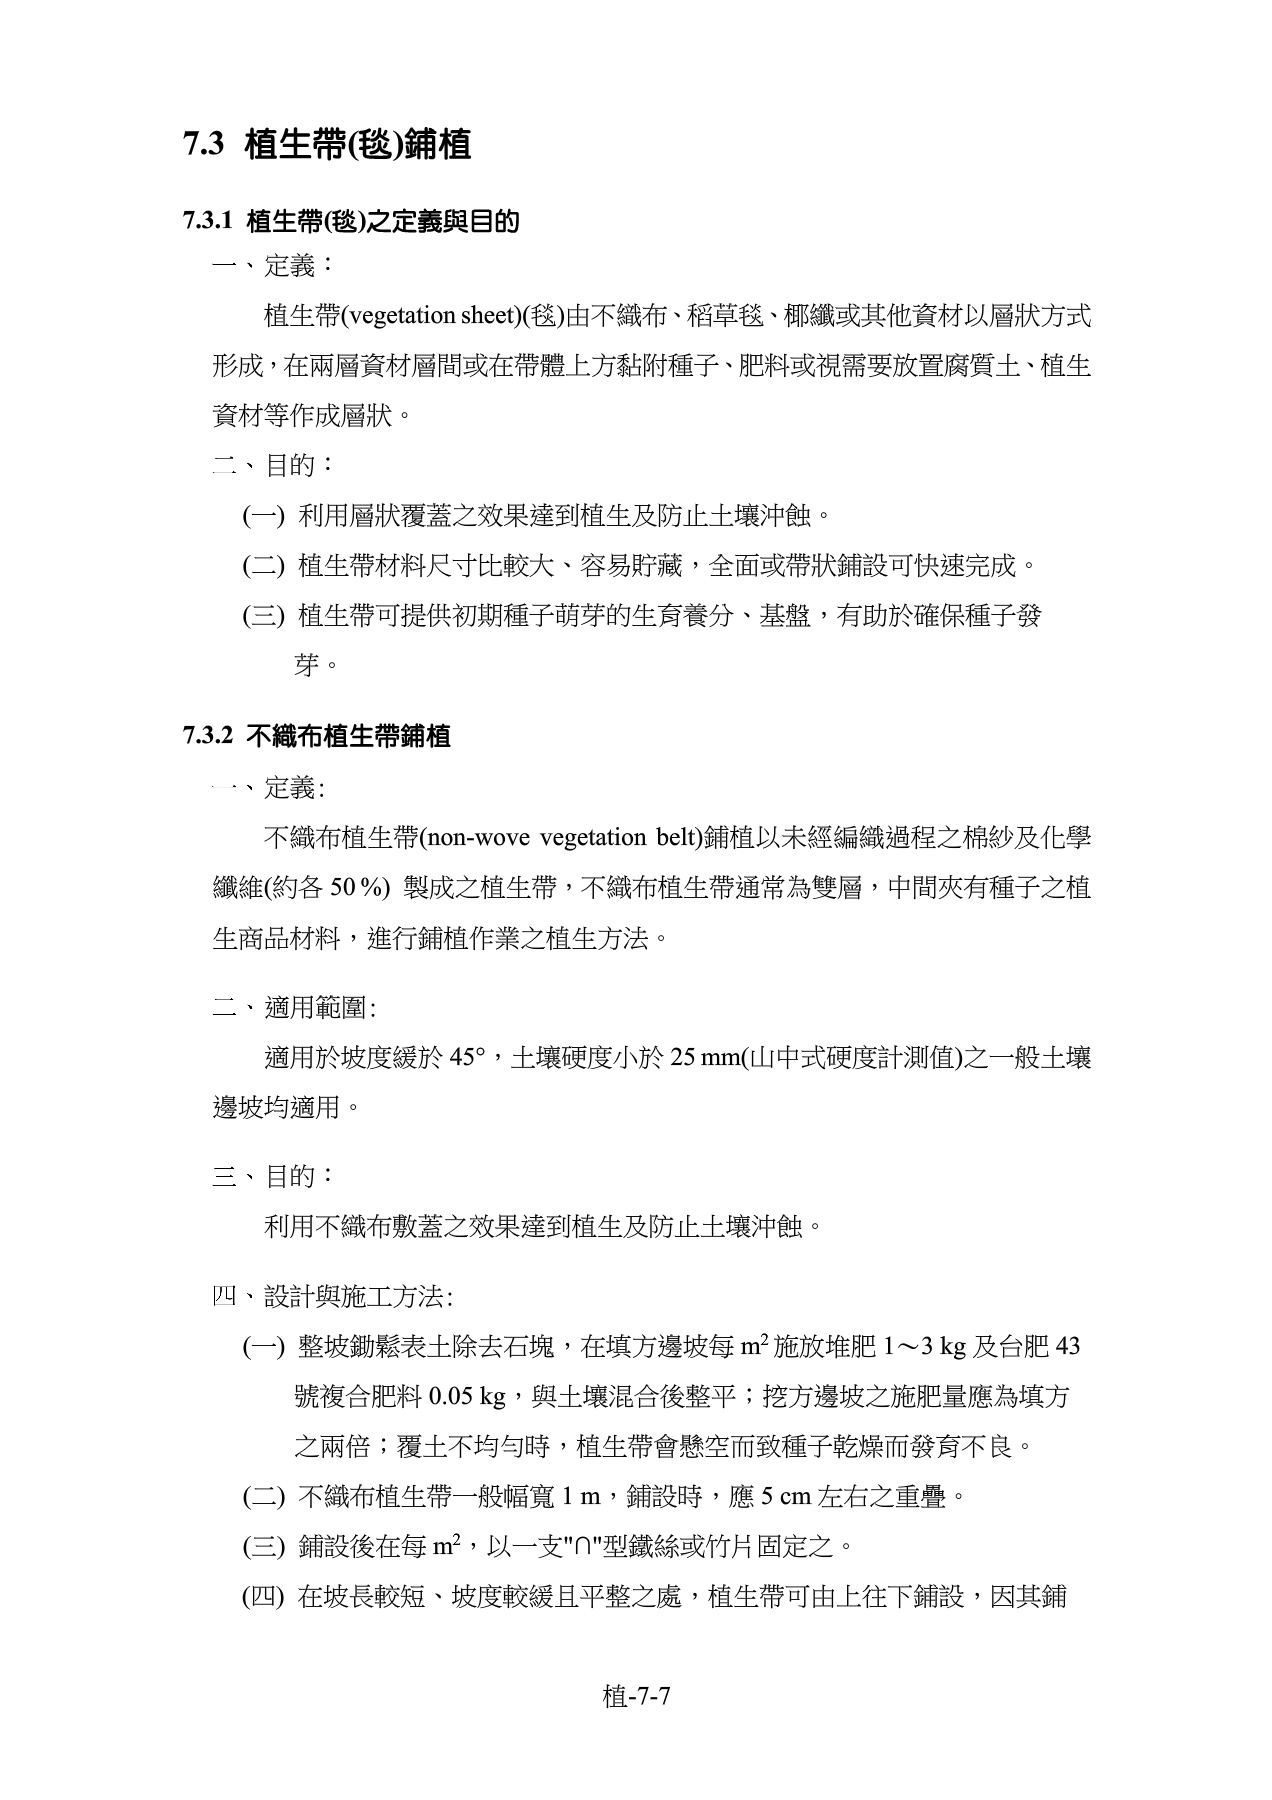 7.3 植生帶(毯)鋪植
7.3.1 植生帶(毯)之定義與目的
一、定義：
植生帶(vegetation sheet)(毯)由不織布、稻草毯、椰纖或其他資材以層狀方式
形成，在兩層資材層間或在帶體上方黏附種子、肥料或視需要放置腐質土、植生
資材等作成層狀。
二、目的：
(一) 利用層狀覆蓋之效果達到植生及防止土壤沖蝕。
(二) 植生帶材料尺寸比較大、容易貯藏，全面或帶狀鋪設可快速完成。
(三) 植生帶可提供初期種子萌芽的生育養分、基盤，有助於確保種子發
芽。
7.3.2 不織布植生帶鋪植
一、定義:
不織布植生帶(non-wove vegetation belt)鋪植以未經編織過程之棉紗及化學
纖維(約各 50％) 製成之植生帶，不織布植生帶通常為雙層，中間夾有種子之植
生商品材料，進行鋪植作業之植生方法。
二、適用範圍:
適用於坡度緩於 45°，土壤硬度小於 25 mm(山中式硬度計測值)之一般土壤
邊坡均適用。
三、目的：
利用不織布敷蓋之效果達到植生及防止土壤沖蝕。
四、設計與施工方法:
(一) 整坡鋤鬆表土除去石塊，在填方邊坡每 m² 施放堆肥 1～3 kg 及台肥 43
號複合肥料 0.05 kg，與土壤混合後整平；挖方邊坡之施肥量應為填方
之兩倍；覆土不均勻時，植生帶會懸空而致種子乾燥而發育不良。
(二) 不織布植生帶一般幅寬 1 m，鋪設時，應 5 cm 左右之重疊。
(三) 鋪設後在每 m²，以一支"∩"型鐵絲或竹片固定之。
(四) 在坡長較短、坡度較緩且平整之處，植生帶可由上往下鋪設，因其鋪
植-7-7